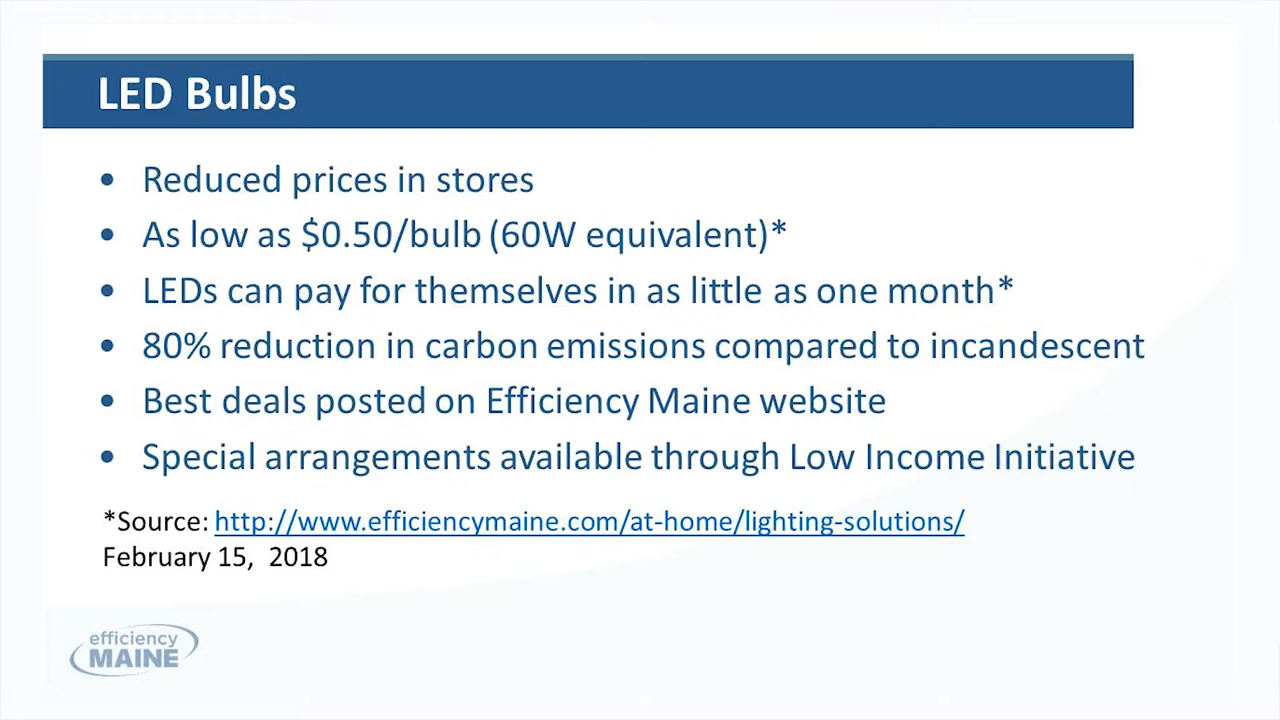 LED Bulbs
• Reduced prices in stores
• As low as $0.50/bulb (60W equivalent)*
• LEDs can pay for themselves in as little as one month*
• 80% reduction in carbon emissions compared to incandescent
• Best deals posted on Efficiency Maine website
• Special arrangements available through Low Income Initiative
*Source: http://www.efficiencymaine.com/at-home/lighting-solutions/
February 15, 2018
efficiency
MAINE